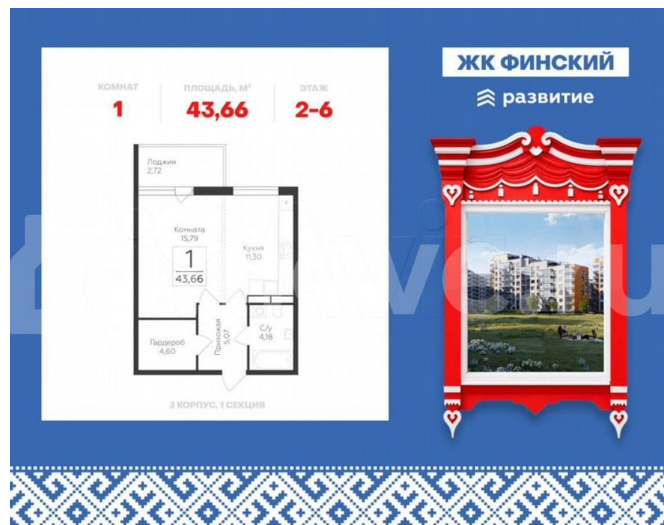 КОМНАТ
1
ПЛОЩАДЬ, М²
43,66
ЭТАЖ
2-6
Лоджия
2,72
Комната
15,79
1
43,66
Кухня
11,30
Гардероб
4,60
Прихожая
5,07
С/у
4,18
3 КОРПУС, 1 СЕКЦИЯ
ЖК ФИНСКИЙ
развитие